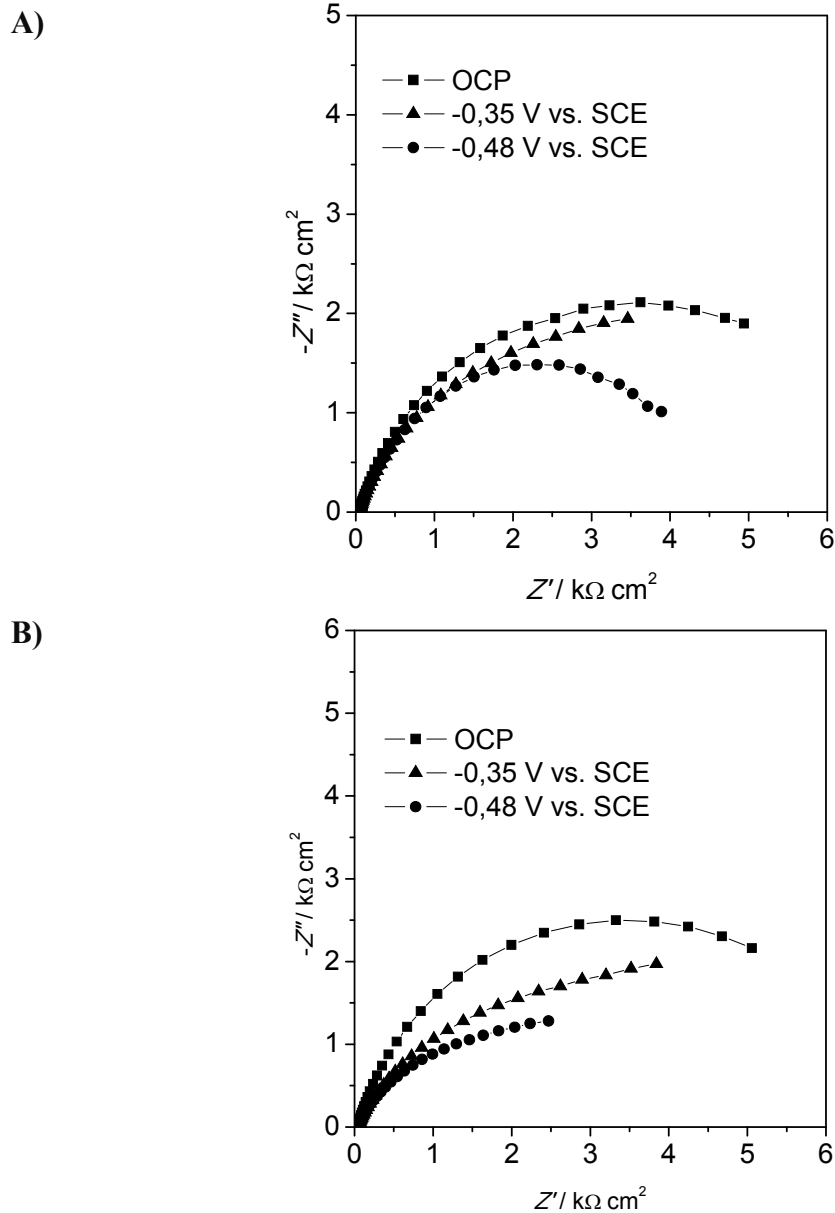 A)
5
4
3
2
1
0
-Z″ / kΩ cm²
OCP
-0,35 V vs. SCE
-0,48 V vs. SCE
0 1 2 3 4 5 6
Z′ / kΩ cm²
B)
6
5
4
3
2
1
0
-Z″ / kΩ cm²
OCP
-0,35 V vs. SCE
-0,48 V vs. SCE
0 1 2 3 4 5 6
Z′ / kΩ cm²